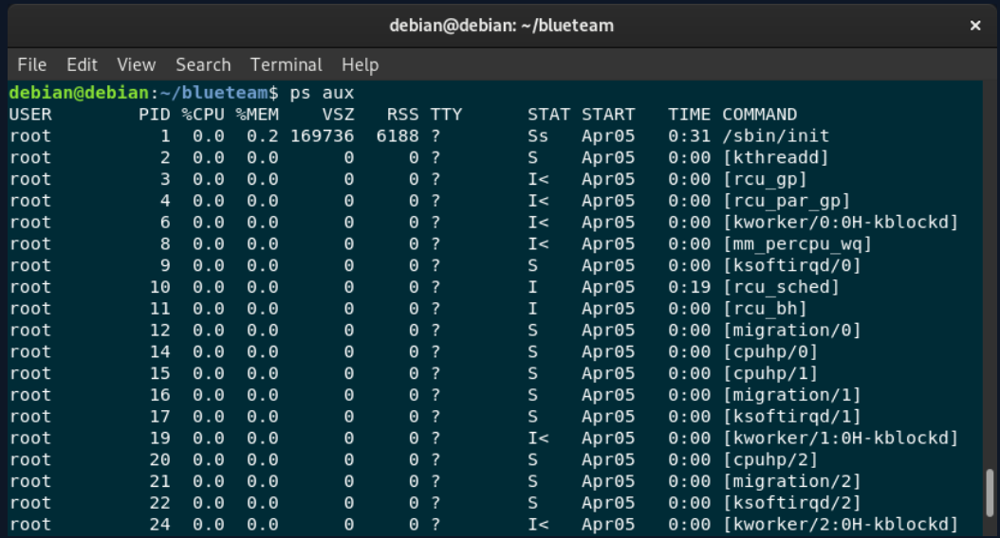 debian@debian: ~/blueteam ×
File Edit View Search Terminal Help
debian@debian:~/blueteam$ ps aux
USER PID %CPU %MEM VSZ RSS TTY STAT START TIME COMMAND
root 1 0.0 0.2 169736 6188 ? Ss Apr05 0:31 /sbin/init
root 2 0.0 0.0 0 0 ? S Apr05 0:00 [kthreadd]
root 3 0.0 0.0 0 0 ? I< Apr05 0:00 [rcu_gp]
root 4 0.0 0.0 0 0 ? I< Apr05 0:00 [rcu_par_gp]
root 6 0.0 0.0 0 0 ? I< Apr05 0:00 [kworker/0:0H-kblockd]
root 8 0.0 0.0 0 0 ? I< Apr05 0:00 [mm_percpu_wq]
root 9 0.0 0.0 0 0 ? S Apr05 0:00 [ksoftirqd/0]
root 10 0.0 0.0 0 0 ? I Apr05 0:19 [rcu_sched]
root 11 0.0 0.0 0 0 ? I Apr05 0:00 [rcu_bh]
root 12 0.0 0.0 0 0 ? S Apr05 0:00 [migration/0]
root 14 0.0 0.0 0 0 ? S Apr05 0:00 [cpuhp/0]
root 15 0.0 0.0 0 0 ? S Apr05 0:00 [cpuhp/1]
root 16 0.0 0.0 0 0 ? S Apr05 0:00 [migration/1]
root 17 0.0 0.0 0 0 ? S Apr05 0:00 [ksoftirqd/1]
root 19 0.0 0.0 0 0 ? I< Apr05 0:00 [kworker/1:0H-kblockd]
root 20 0.0 0.0 0 0 ? S Apr05 0:00 [cpuhp/2]
root 21 0.0 0.0 0 0 ? S Apr05 0:00 [migration/2]
root 22 0.0 0.0 0 0 ? S Apr05 0:00 [ksoftirqd/2]
root 24 0.0 0.0 0 0 ? I< Apr05 0:00 [kworker/2:0H-kblockd]